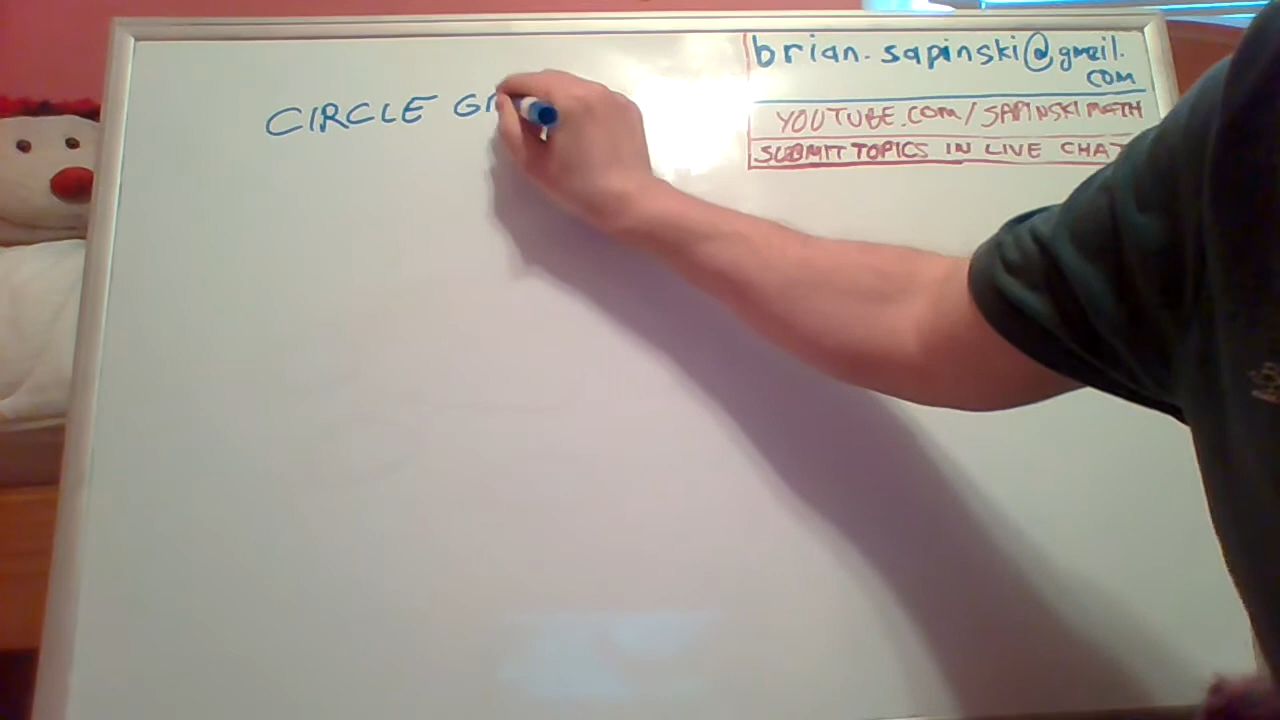 CIRCLE
brian.sapinski@gmail.
com
YOUTUBE.COM/SAPINSKIMATH
SUBMIT TOPICS IN LIVE CHAT